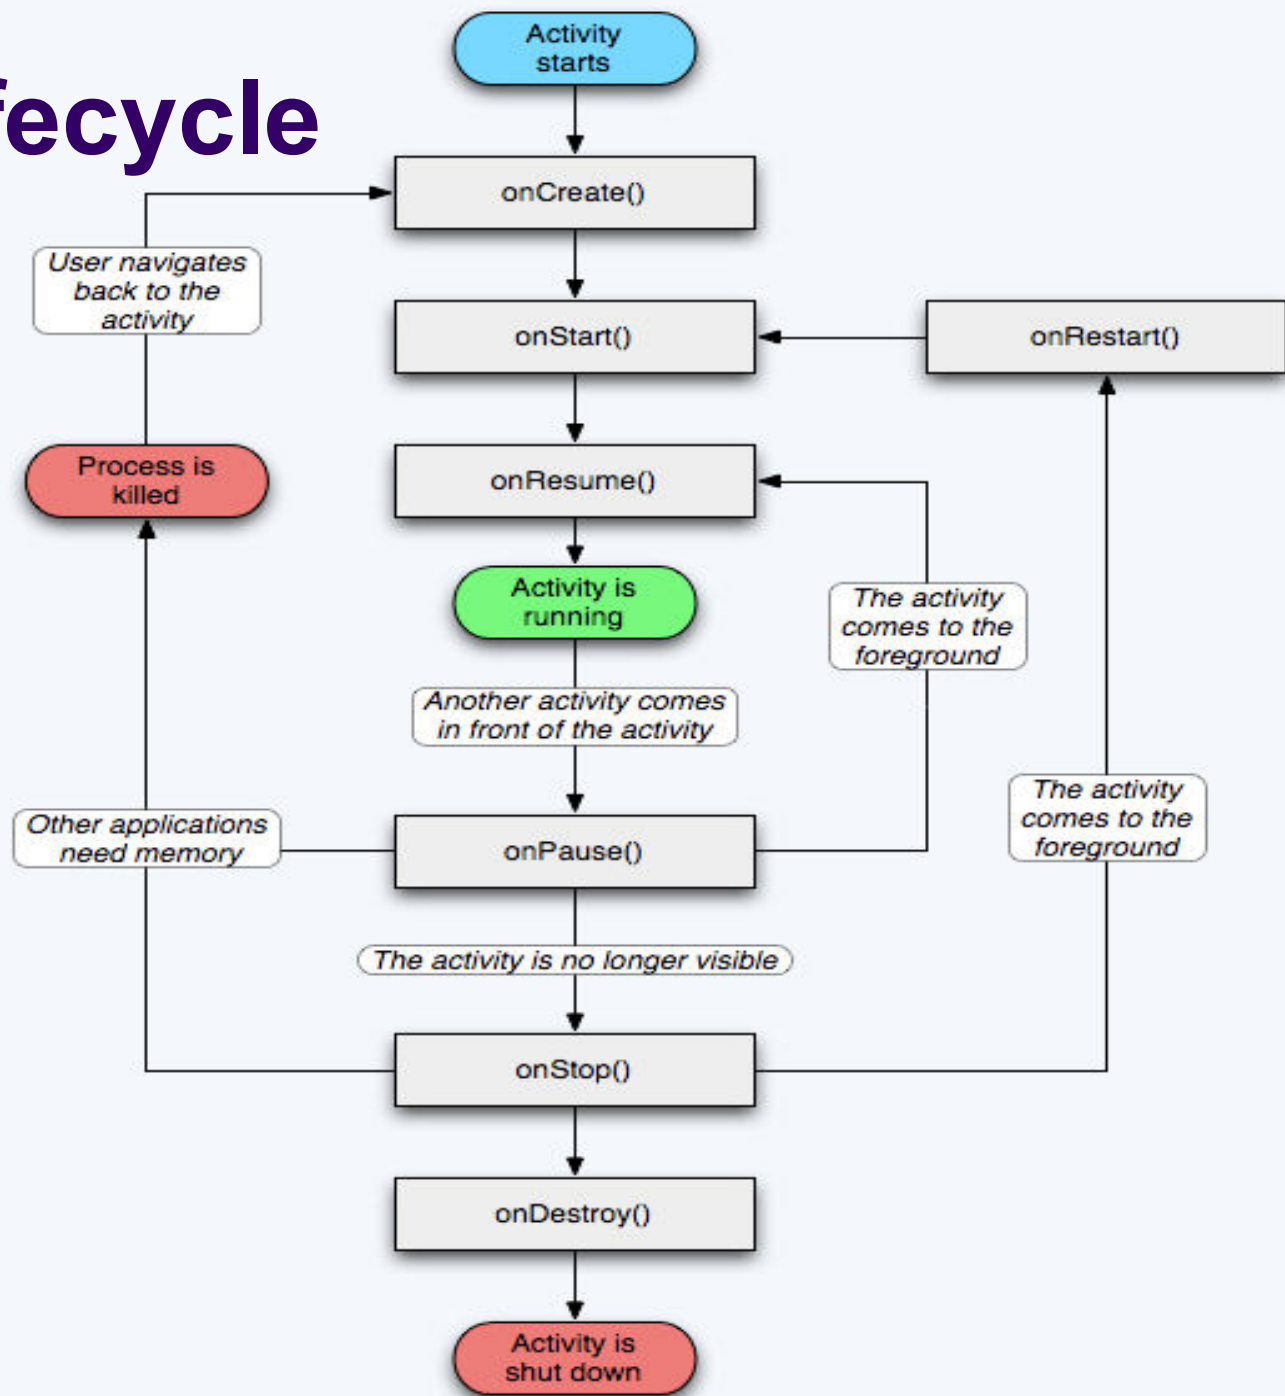 fecycle
Activity
starts
onCreate()
User navigates
back to the
activity
onStart()
onRestart()
Process is
killed
onResume()
Activity is
running
The activity
comes to the
foreground
Another activity comes
in front of the activity
The activity
comes to the
foreground
Other applications
need memory
onPause()
The activity is no longer visible
onStop()
onDestroy()
Activity is
shut down